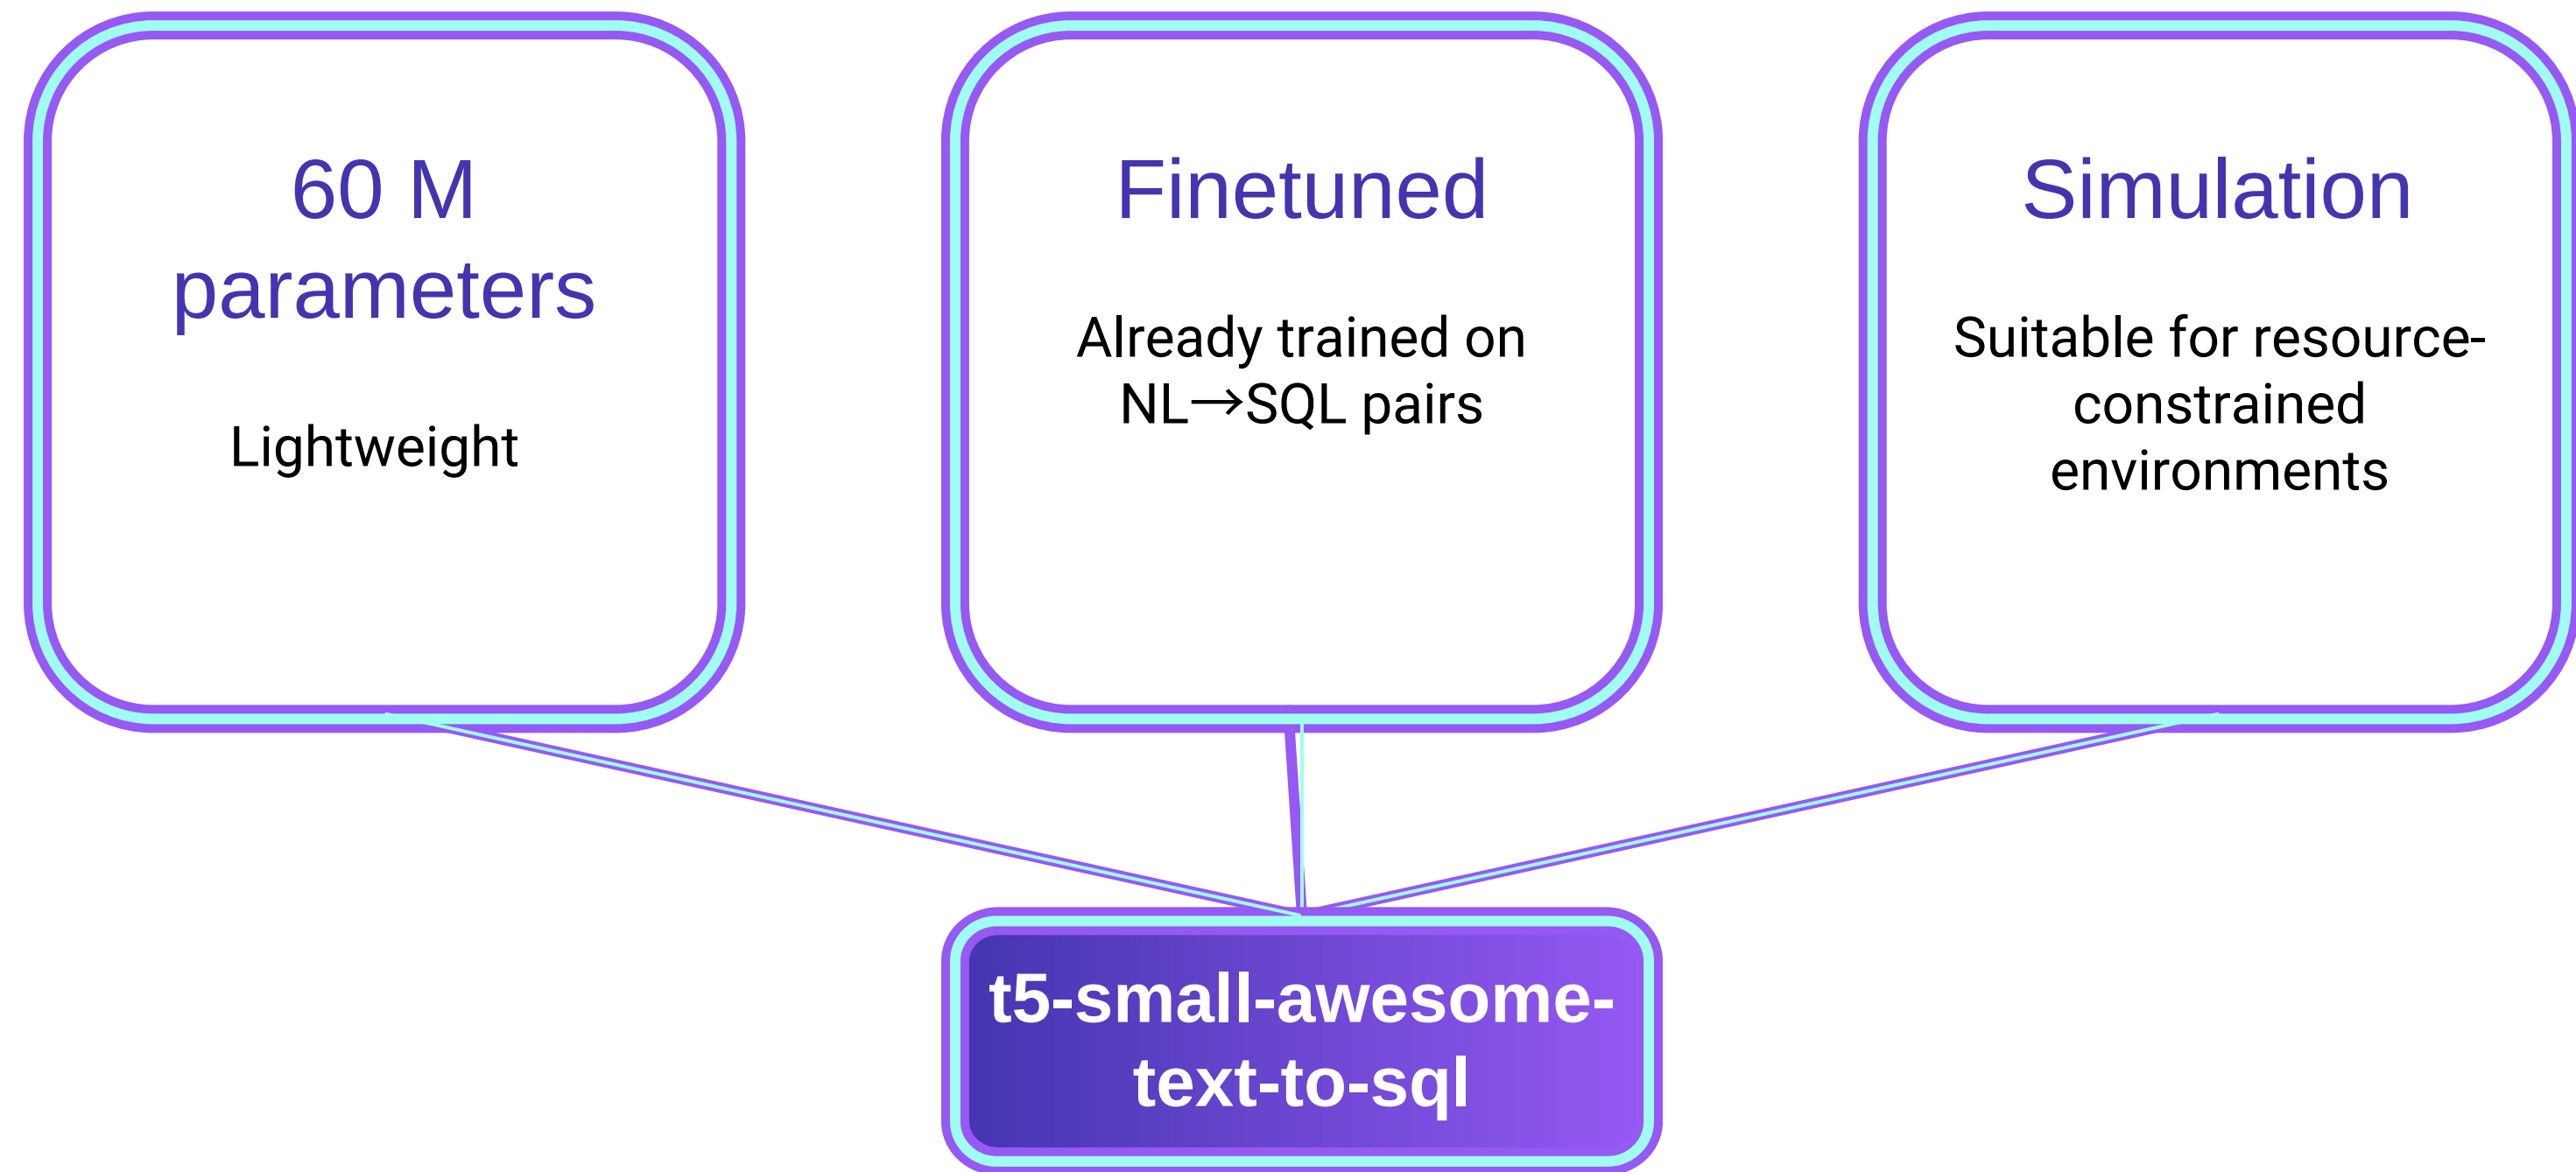 60 M
parameters
Lightweight
Finetuned
Already trained on
NL→SQL pairs
Simulation
Suitable for resource-
constrained
environments
t5-small-awesome-
text-to-sql